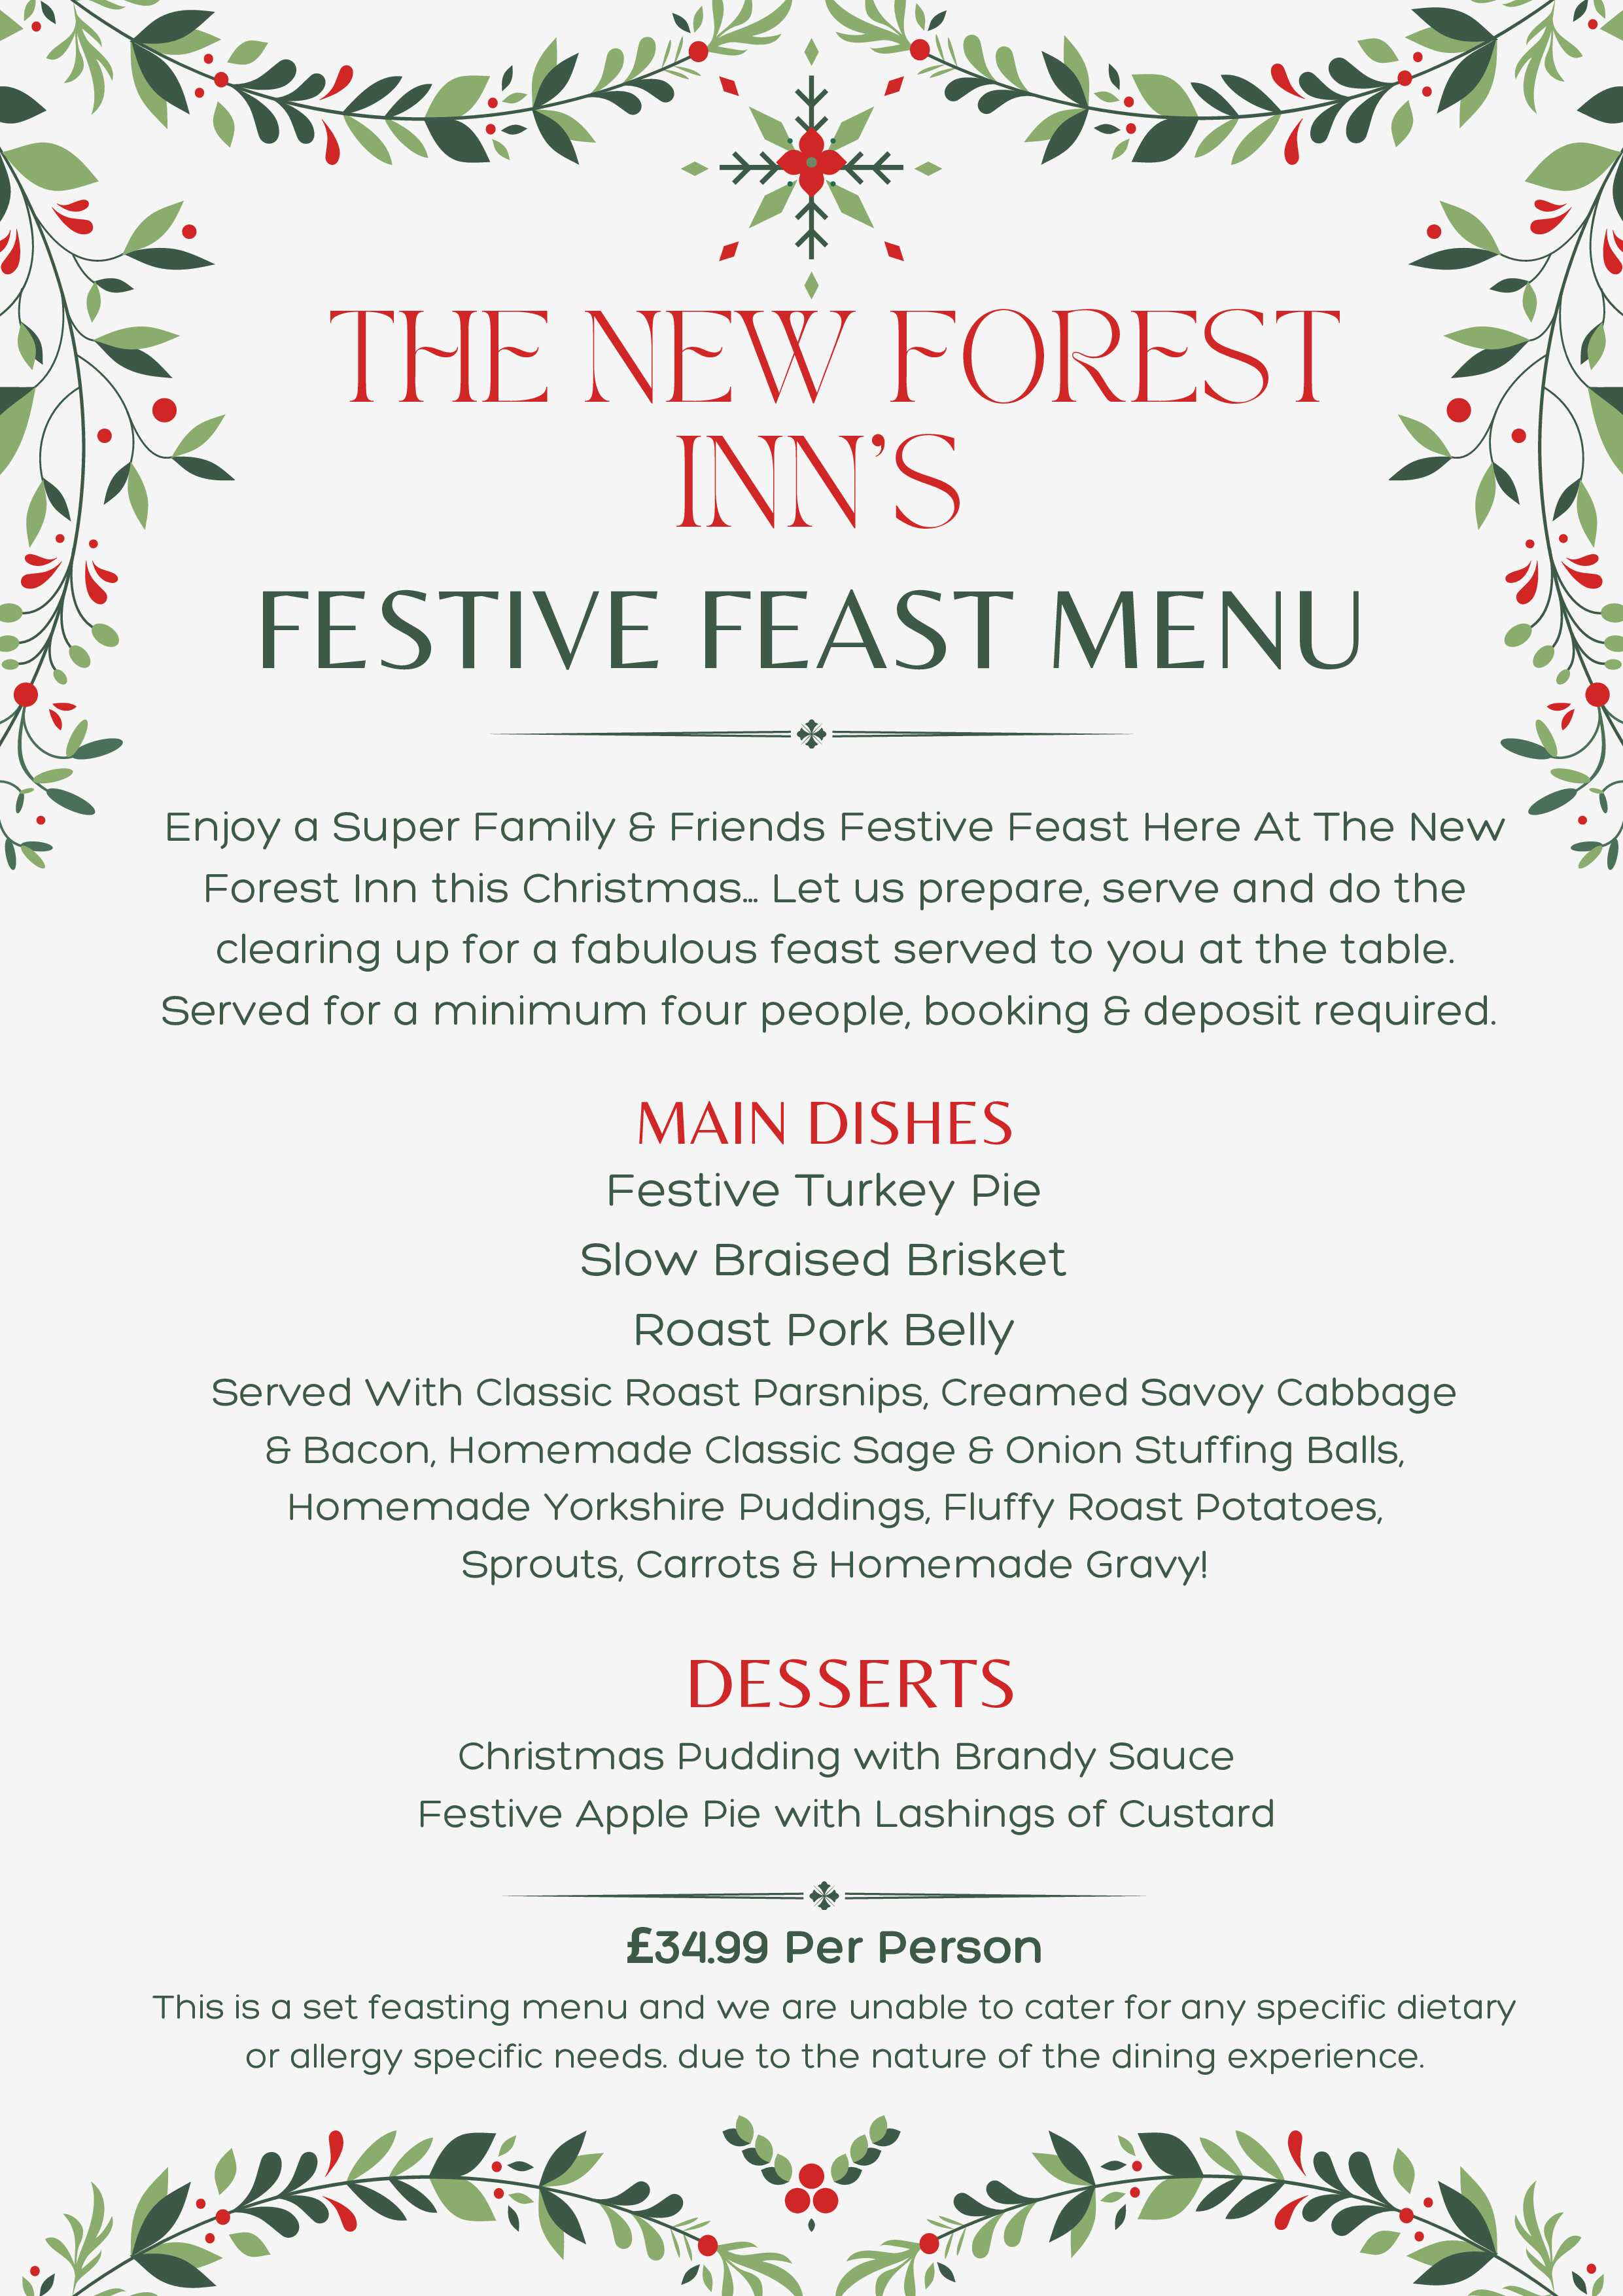 THE NEW FOREST
INN'S
FESTIVE FEAST MENU
Enjoy a Super Family & Friends Festive Feast Here At The New
Forest Inn this Christmas... Let us prepare, serve and do the
clearing up for a fabulous feast served to you at the table.
Served for a minimum four people, booking & deposit required.
MAIN DISHES
Festive Turkey Pie
Slow Braised Brisket
Roast Pork Belly
Served With Classic Roast Parsnips, Creamed Savoy Cabbage
& Bacon, Homemade Classic Sage & Onion Stuffing Balls,
Homemade Yorkshire Puddings, Fluffy Roast Potatoes,
Sprouts, Carrots & Homemade Gravy!
DESSERTS
Christmas Pudding with Brandy Sauce
Festive Apple Pie with Lashings of Custard
£34.99 Per Person
This is a set feasting menu and we are unable to cater for any specific dietary
or allergy specific needs. due to the nature of the dining experience.